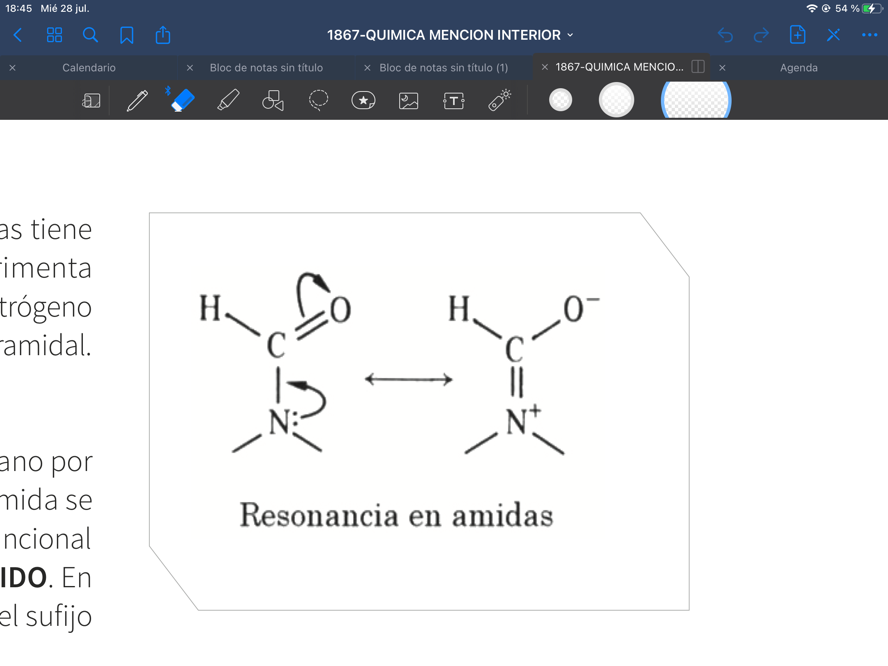 18:45 Mié 28 jul.
54 %
1867-QUIMICA MENCION INTERIOR
Calendario
Bloc de notas sin título
Bloc de notas sin título (1)
1867-QUIMICA MENCIO...
Agenda
T
as tiene
rimenta
trógeno
ramidal.
ano por
mida se
ncional
IDO. En
el sufijo
H O H O⁻
C C
N: N⁺
Resonancia en amidas